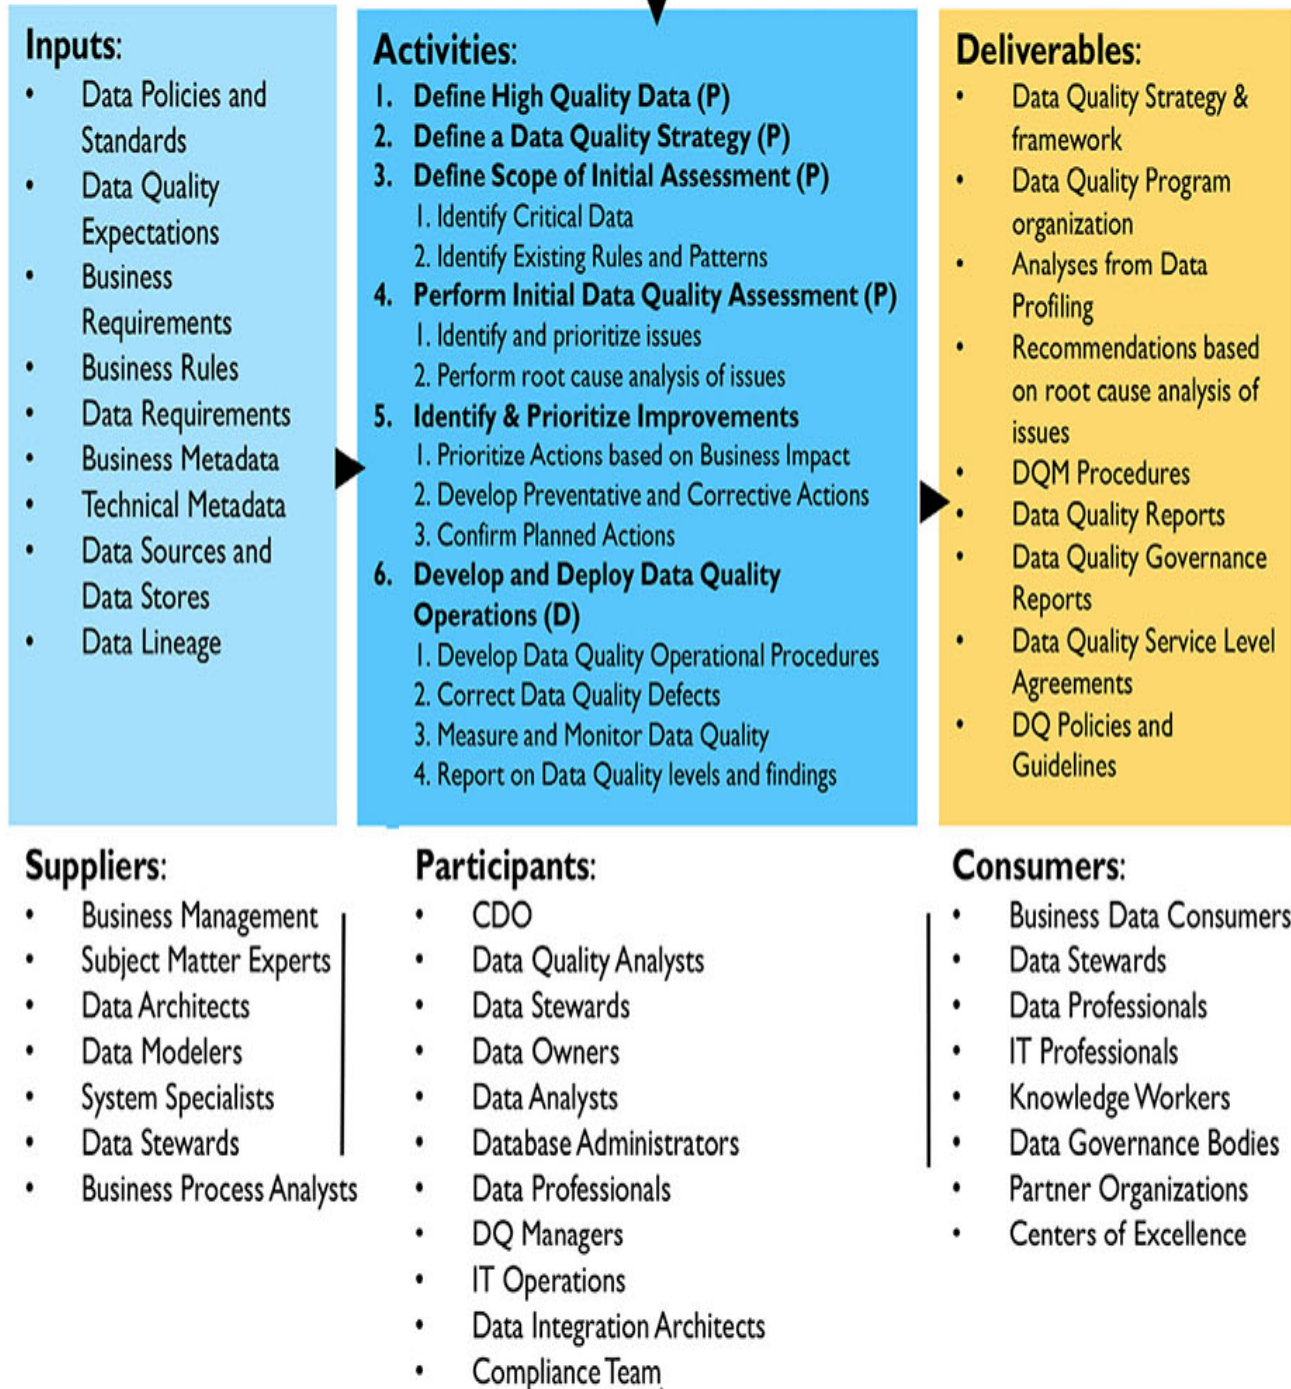 Inputs:
• Data Policies and
Standards
• Data Quality
Expectations
• Business
Requirements
• Business Rules
• Data Requirements
• Business Metadata
• Technical Metadata
• Data Sources and
Data Stores
• Data Lineage
Activities:
1. Define High Quality Data (P)
2. Define a Data Quality Strategy (P)
3. Define Scope of Initial Assessment (P)
1. Identify Critical Data
2. Identify Existing Rules and Patterns
4. Perform Initial Data Quality Assessment (P)
1. Identify and prioritize issues
2. Perform root cause analysis of issues
5. Identify & Prioritize Improvements
1. Prioritize Actions based on Business Impact
2. Develop Preventative and Corrective Actions
3. Confirm Planned Actions
6. Develop and Deploy Data Quality
Operations (D)
1. Develop Data Quality Operational Procedures
2. Correct Data Quality Defects
3. Measure and Monitor Data Quality
4. Report on Data Quality levels and findings
Deliverables:
• Data Quality Strategy &
framework
• Data Quality Program
organization
• Analyses from Data
Profiling
• Recommendations based
on root cause analysis of
issues
• DQM Procedures
• Data Quality Reports
• Data Quality Governance
Reports
• Data Quality Service Level
Agreements
• DQ Policies and
Guidelines
Suppliers:
• Business Management
• Subject Matter Experts
• Data Architects
• Data Modelers
• System Specialists
• Data Stewards
• Business Process Analysts
Participants:
• CDO
• Data Quality Analysts
• Data Stewards
• Data Owners
• Data Analysts
• Database Administrators
• Data Professionals
• DQ Managers
• IT Operations
• Data Integration Architects
• Compliance Team
Consumers:
• Business Data Consumers
• Data Stewards
• Data Professionals
• IT Professionals
• Knowledge Workers
• Data Governance Bodies
• Partner Organizations
• Centers of Excellence